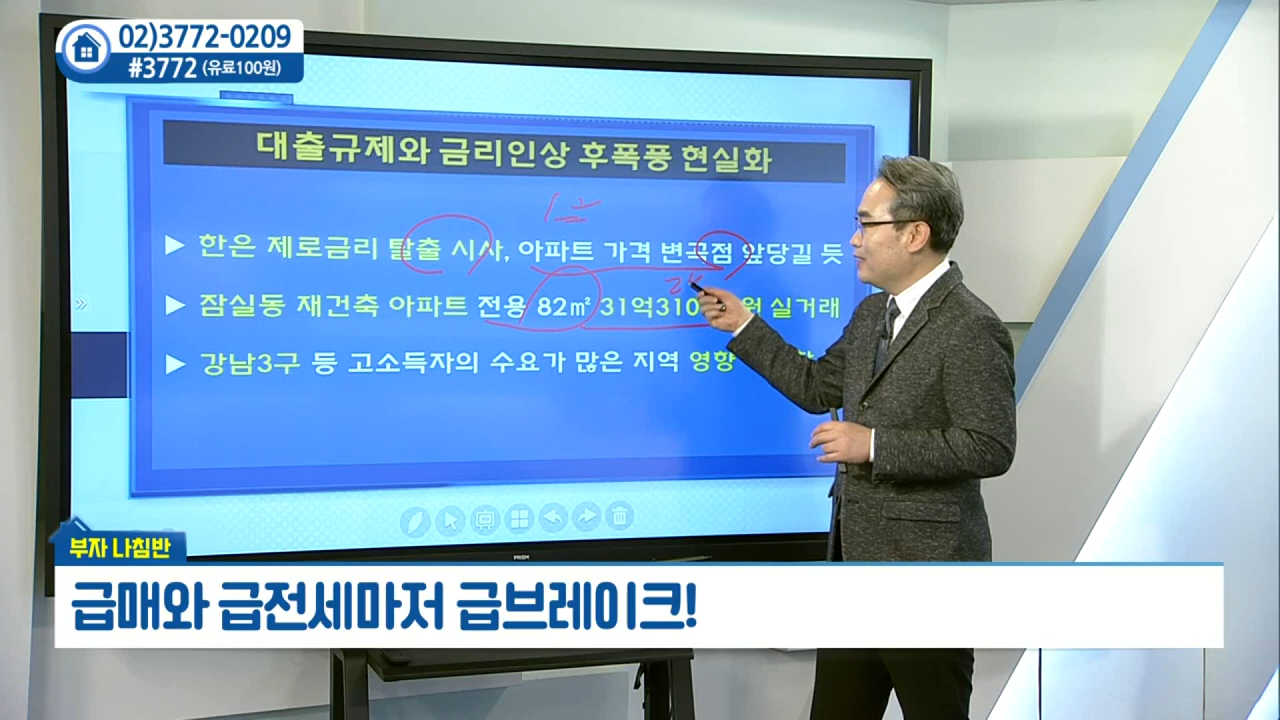 02)3772-0209
#3772 (유료100원)
대출규제와 금리인상 후폭풍 현실화
1
▶ 한은 제로금리 탈출 시사, 아파트 가격 변곡점 앞당길 듯
▶ 잠실동 재건축 아파트 전용 82㎡ 31억310 실거래
▶ 강남3구 등 고소득자의 수요가 많은 지역 영향
PRISM
부자 나침반
급매와 급전세마저 급브레이크!